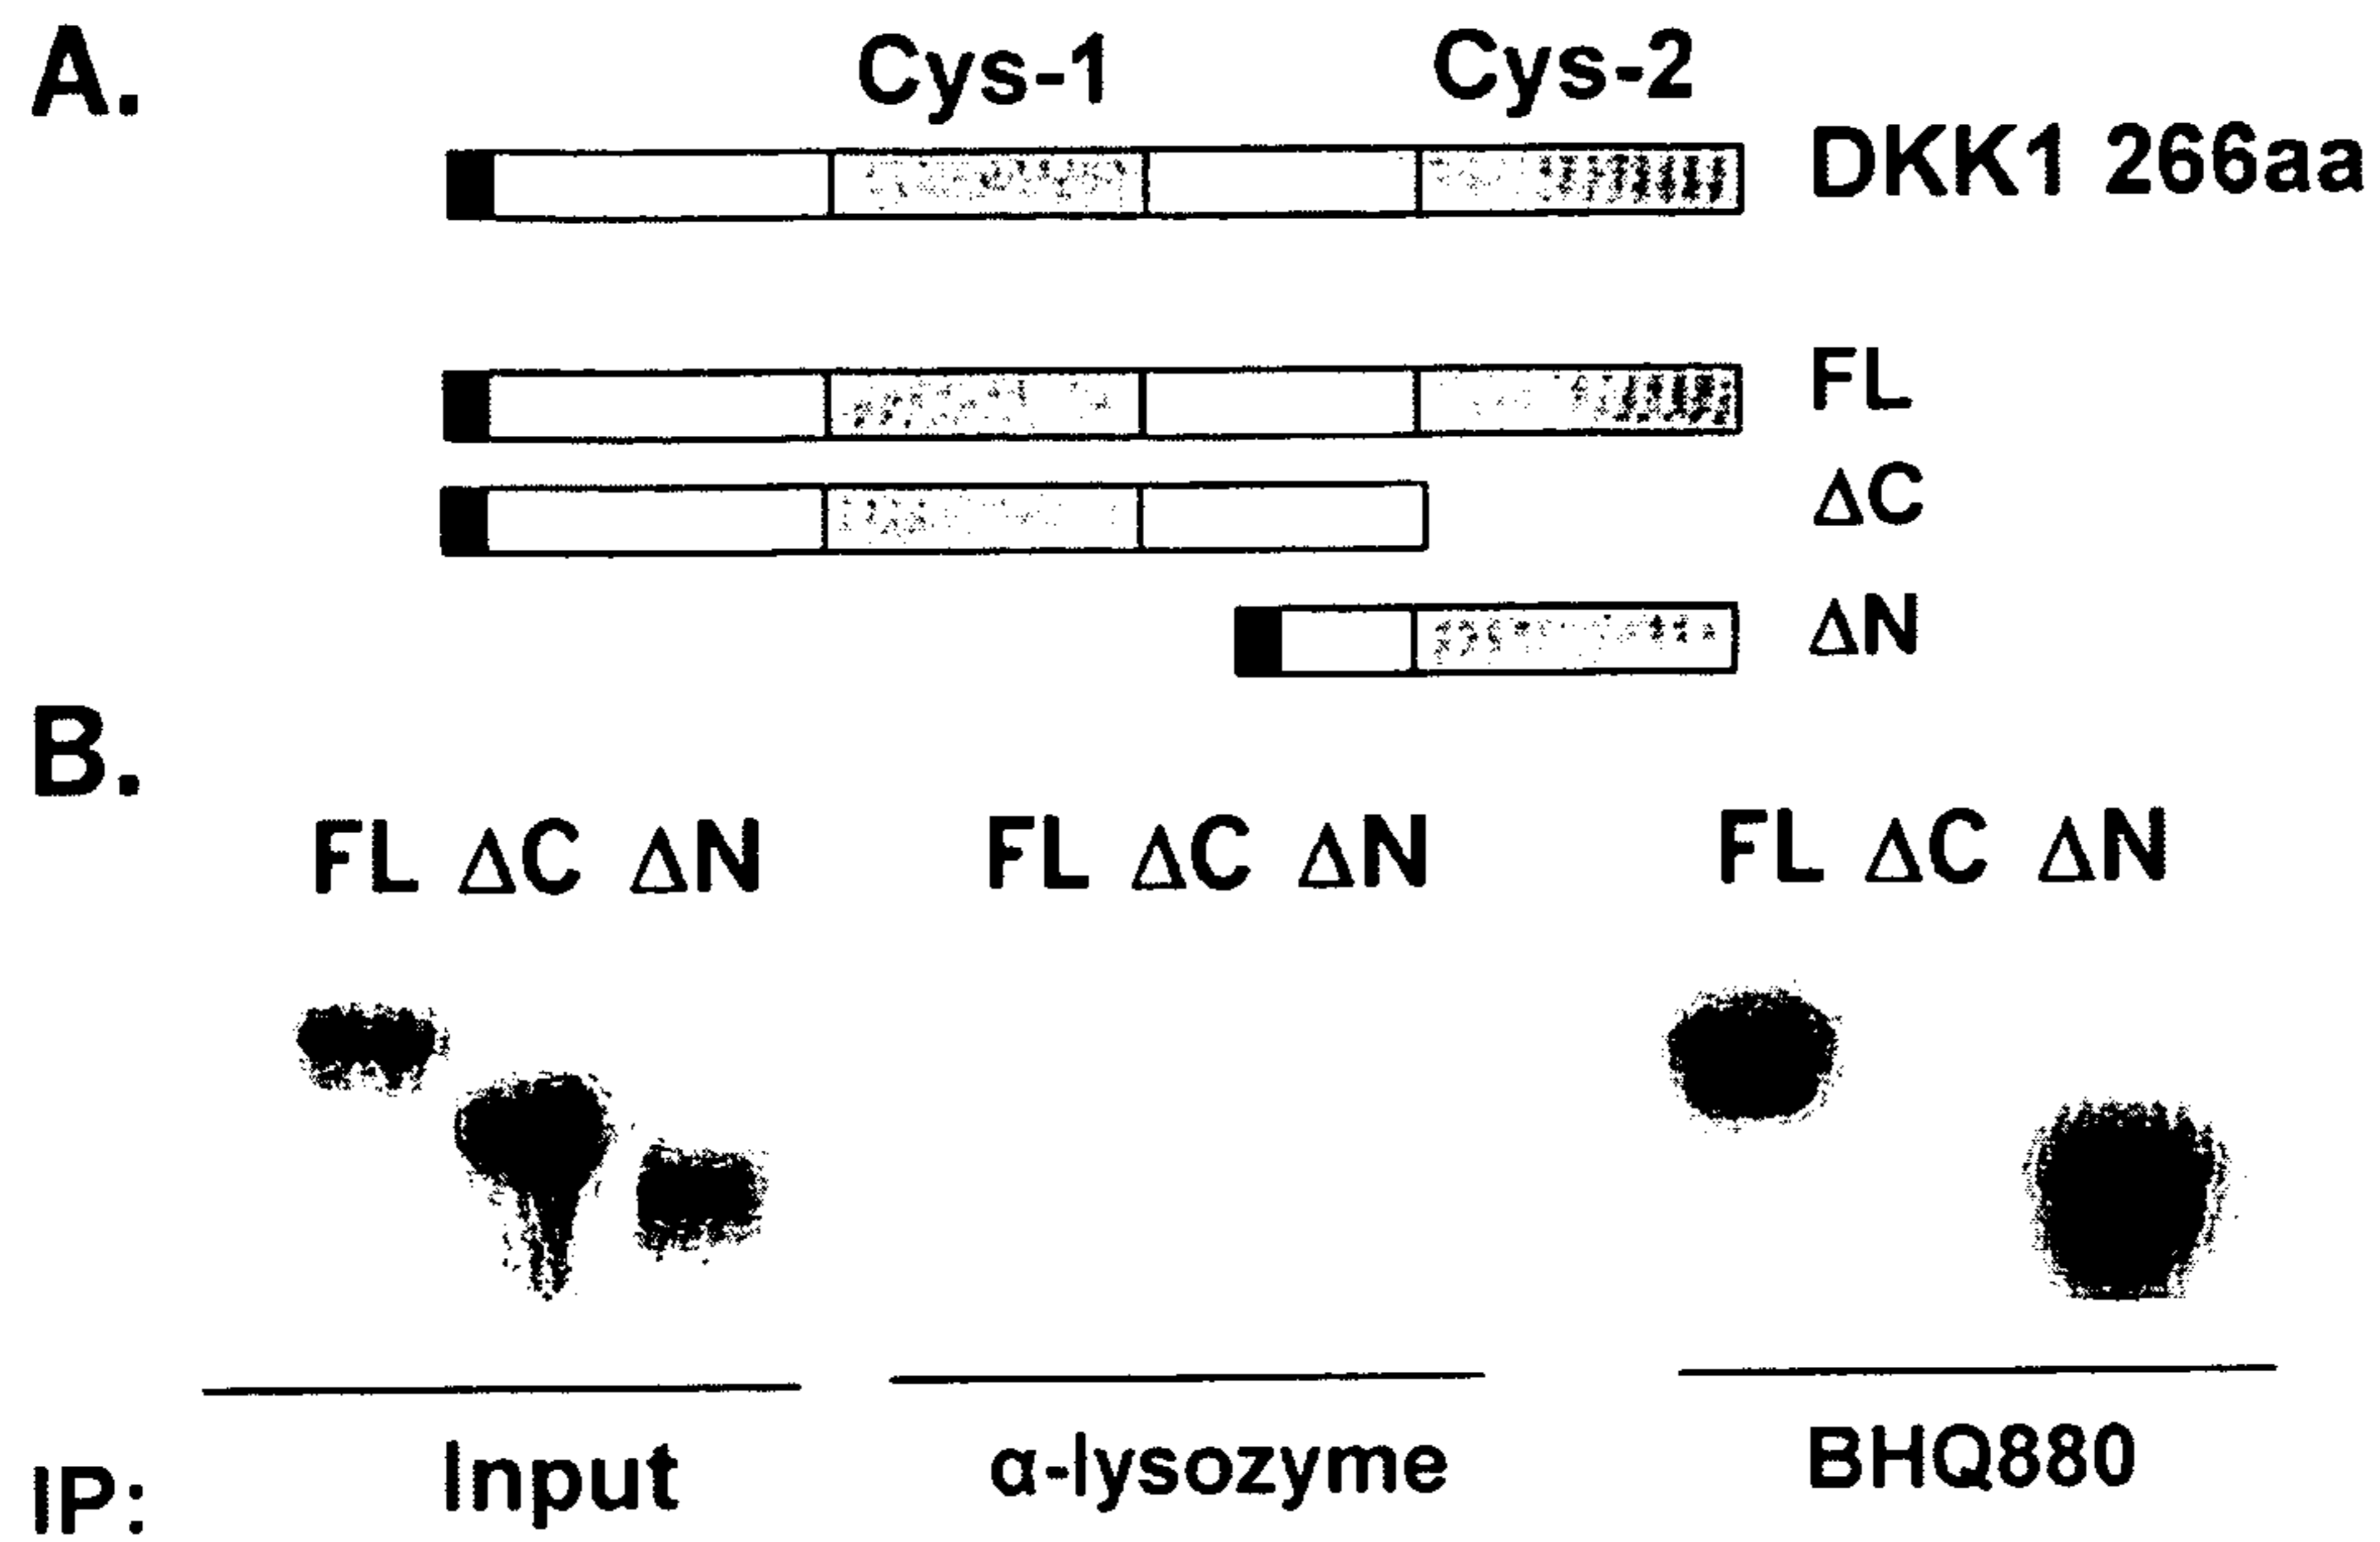 A.
Cys-1 Cys-2
DKK1 266aa
FL
ΔC
ΔN
B.
FL ΔC ΔN FL ΔC ΔN FL ΔC ΔN
IP: Input α-lysozyme BHQ880